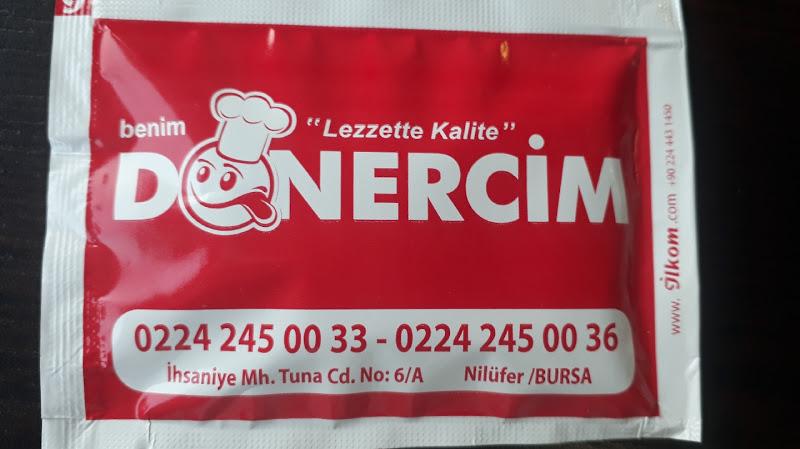 benim
"Lezzette Kalite"
DÖNERCİM
0224 245 00 33 - 0224 245 00 36
İhsaniye Mh. Tuna Cd. No: 6/A Nilüfer /BURSA
www. İlkom .com +90 224 443 1450